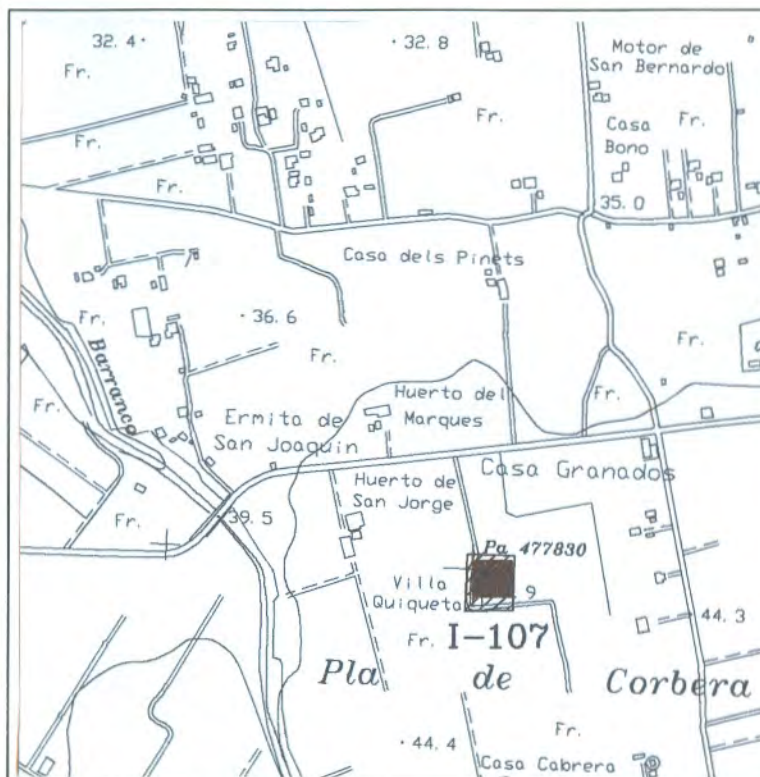 32. 4
32. 8
Motor de
San Bernardo
Fr.
Fr.
Fr.
Casa
Bono
Fr.
Fr.
35. 0
Casa dels Pinets
Fr.
36. 6
Fr.
Fr.
Barranco
Huerto del
Marques
Fr.
Fr.
Ermita de
San Joaquin
Casa Granados
Huerto de
San Jorge
Fr.
39. 5
Pa 477830
Villa
Quiqueta
9
44. 3
Fr.
I-107
Pla de Corbera
Fr.
44. 4
Casa Cabrera